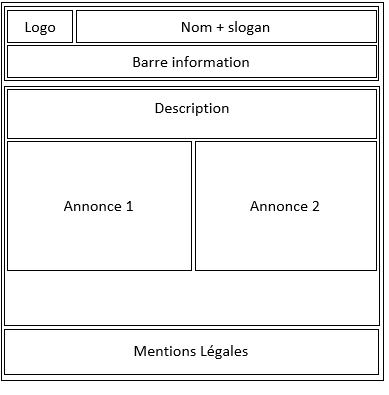 Logo
Nom + slogan
Barre information
Description
Annonce 1
Annonce 2
Mentions Légales